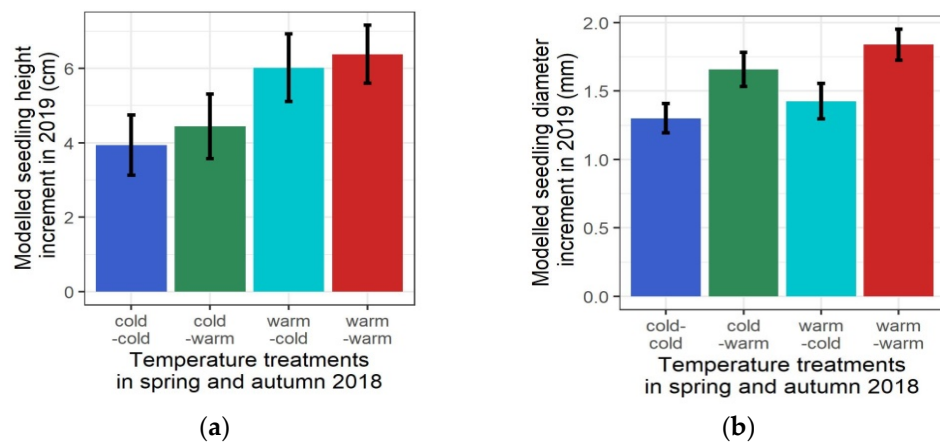 Modelled seedling height
increment in 2019 (cm)
6
4
2
0
cold
-cold
cold
-warm
warm
-cold
warm
-warm
Temperature treatments
in spring and autumn 2018
(a)
Modelled seedling diameter
increment in 2019 (mm)
2.0
1.5
1.0
0.5
0.0
cold-
cold
cold
-warm
warm
-cold
warm
-warm
Temperature treatments
in spring and autumn 2018
(b)